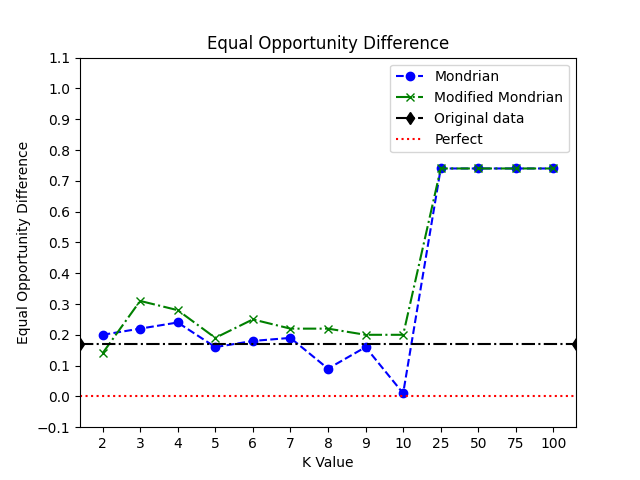 Equal Opportunity Difference
Equal Opportunity Difference
1.1
1.0
0.9
0.8
0.7
0.6
0.5
0.4
0.3
0.2
0.1
0.0
−0.1
Mondrian
Modified Mondrian
Original data
Perfect
2 3 4 5 6 7 8 9 10 25 50 75 100
K Value